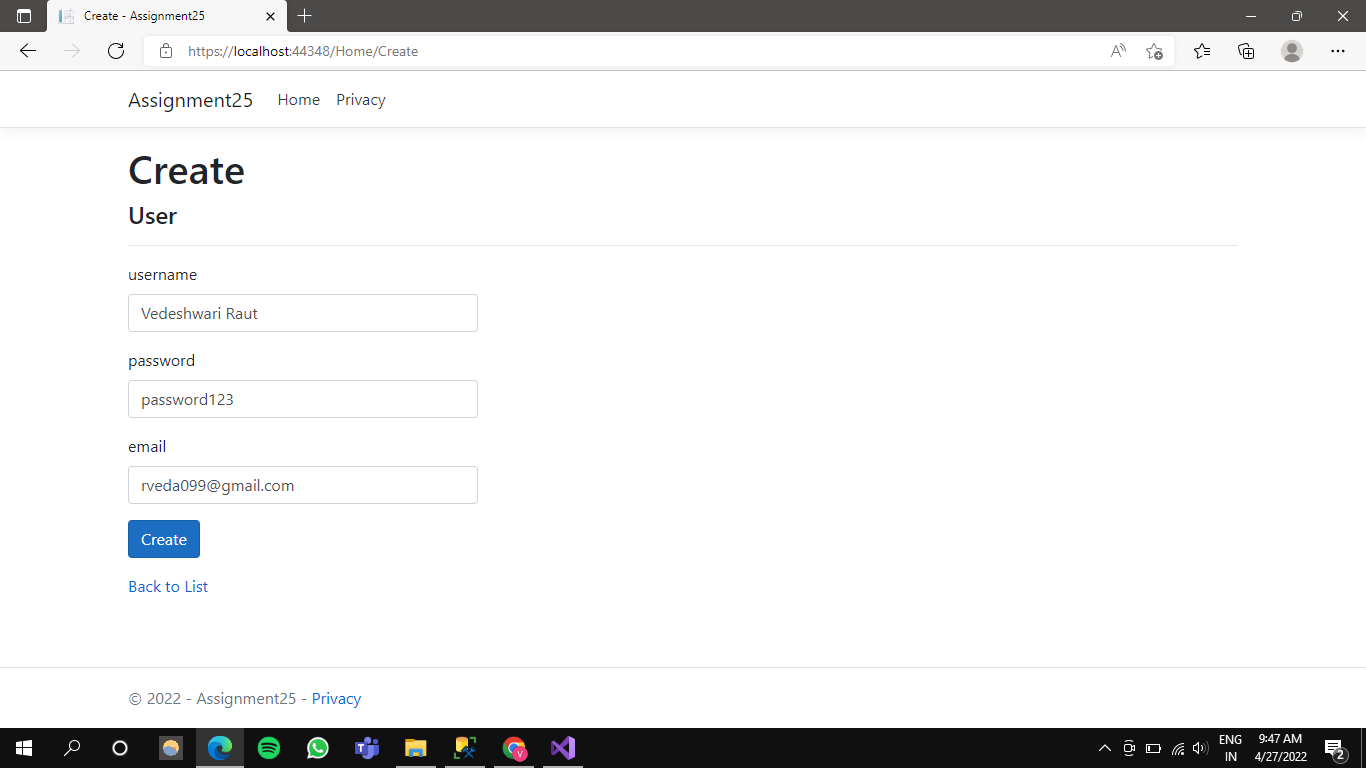 Create - Assignment25
https://localhost:44348/Home/Create
Assignment25 Home Privacy
Create
User
username
Vedeshwari Raut
password
password123
email
rveda099@gmail.com
Create
Back to List
© 2022 - Assignment25 - Privacy
ENG
IN
9:47 AM
4/27/2022
2
V